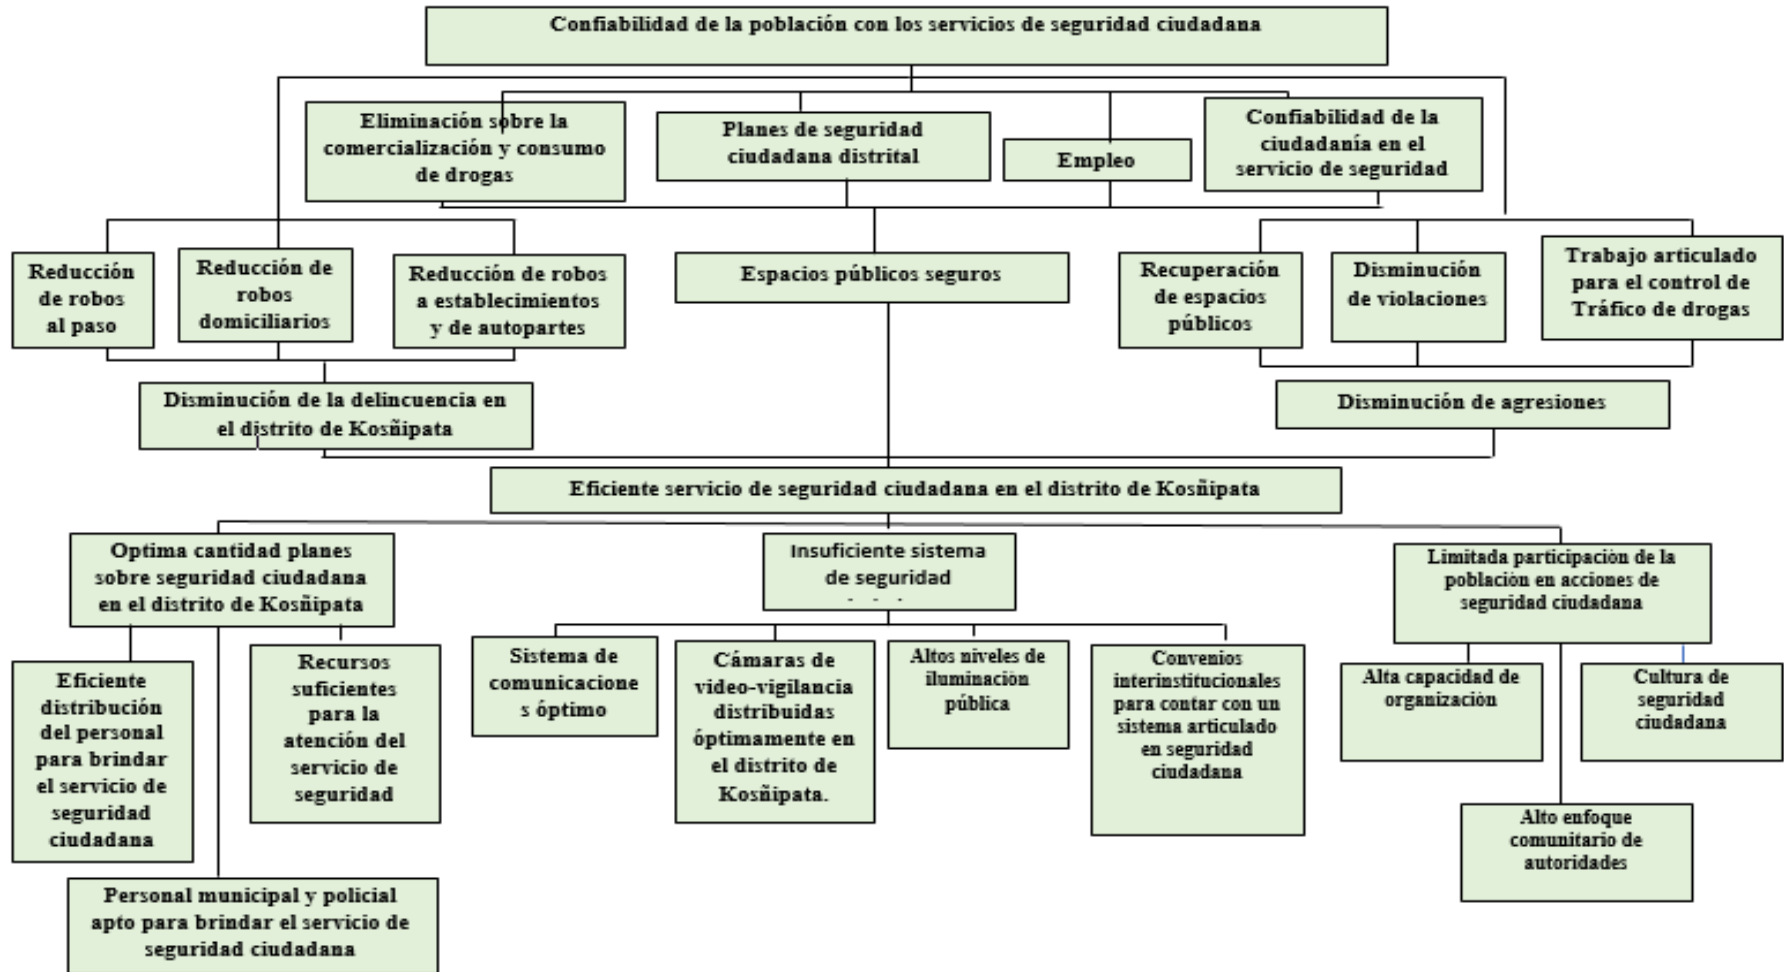 Confiabilidad de la población con los servicios de seguridad ciudadana
Eliminación sobre la
comercialización y consumo
de drogas
Planes de seguridad
ciudadana distrital
Empleo
Confiabilidad de la
ciudadanía en el
servicio de seguridad
Reducción
de robos
al paso
Reducción de
robos
domiciliarios
Reducción de robos
a establecimientos
y de autopartes
Espacios públicos seguros
Recuperación
de espacios
públicos
Disminución
de violaciones
Trabajo articulado
para el control de
Tráfico de drogas
Disminución de la delincuencia en
el distrito de Kosñipata
Disminución de agresiones
Eficiente servicio de seguridad ciudadana en el distrito de Kosñipata
Optima cantidad planes
sobre seguridad ciudadana
en el distrito de Kosñipata
Insuficiente sistema
de seguridad
Limitada participación de la
población en acciones de
seguridad ciudadana
Eficiente
distribución
del personal
para brindar
el servicio de
seguridad
ciudadana
Recursos
suficientes
para la
atención del
servicio de
seguridad
Sistema de
comunicacione
s óptimo
Cámaras de
video-vigilancia
distribuidas
óptimamente en
el distrito de
Kosñipata.
Altos niveles de
iluminación
pública
Convenios
interinstitucionales
para contar con un
sistema articulado
en seguridad
ciudadana
Alta capacidad de
organización
Cultura de
seguridad
ciudadana
Alto enfoque
comunitario de
autoridades
Personal municipal y policial
apto para brindar el servicio de
seguridad ciudadana